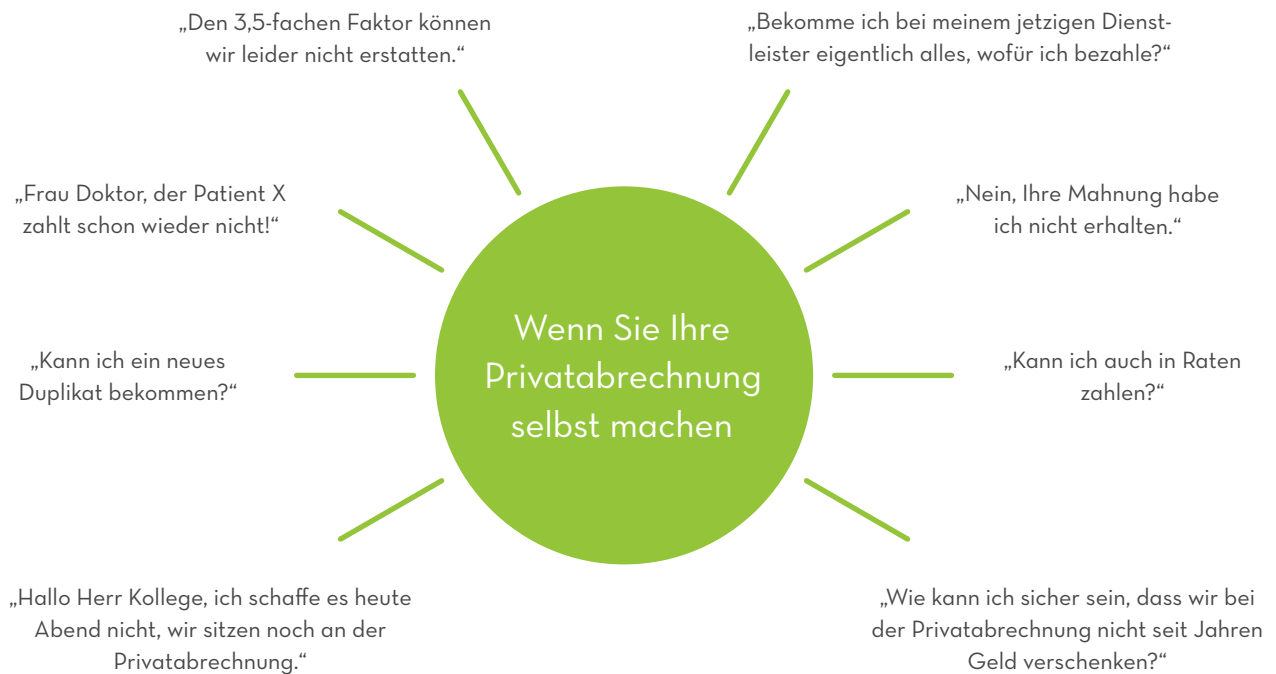 „Den 3,5-fachen Faktor können
wir leider nicht erstatten.“
„Bekomme ich bei meinem jetzigen Dienst-
leister eigentlich alles, wofür ich bezahle?“
„Frau Doktor, der Patient X
zahlt schon wieder nicht!“
„Nein, Ihre Mahnung habe
ich nicht erhalten.“
Wenn Sie Ihre
Privatabrechnung
selbst machen
„Kann ich ein neues
Duplikat bekommen?“
„Kann ich auch in Raten
zahlen?“
„Hallo Herr Kollege, ich schaffe es heute
Abend nicht, wir sitzen noch an der
Privatabrechnung.“
„Wie kann ich sicher sein, dass wir bei
der Privatabrechnung nicht seit Jahren
Geld verschenken?“